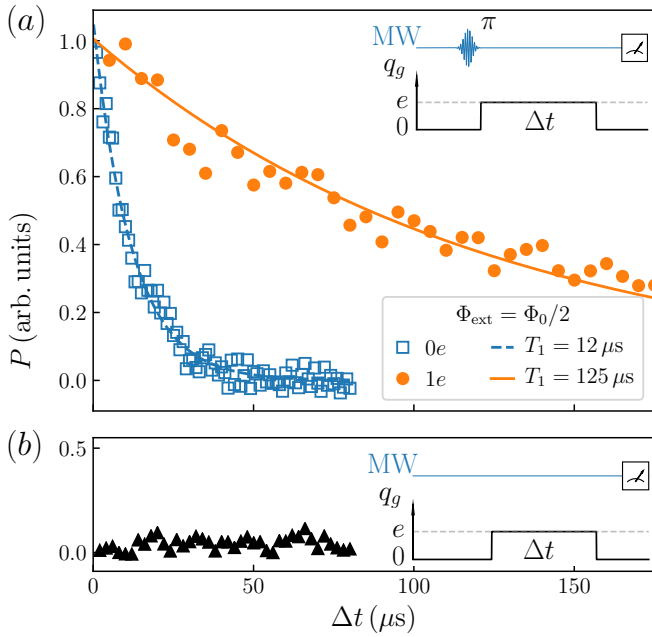 (a)
1.0
0.8
0.6
0.4
0.2
0.0
P (arb. units)
MW
π
q_g
e
0
Δt
Φ_ext = Φ_0/2
0e
T_1 = 12 μs
1e
T_1 = 125 μs
(b)
0.5
0.0
MW
q_g
e
0
Δt
0
50
100
150
Δt (μs)